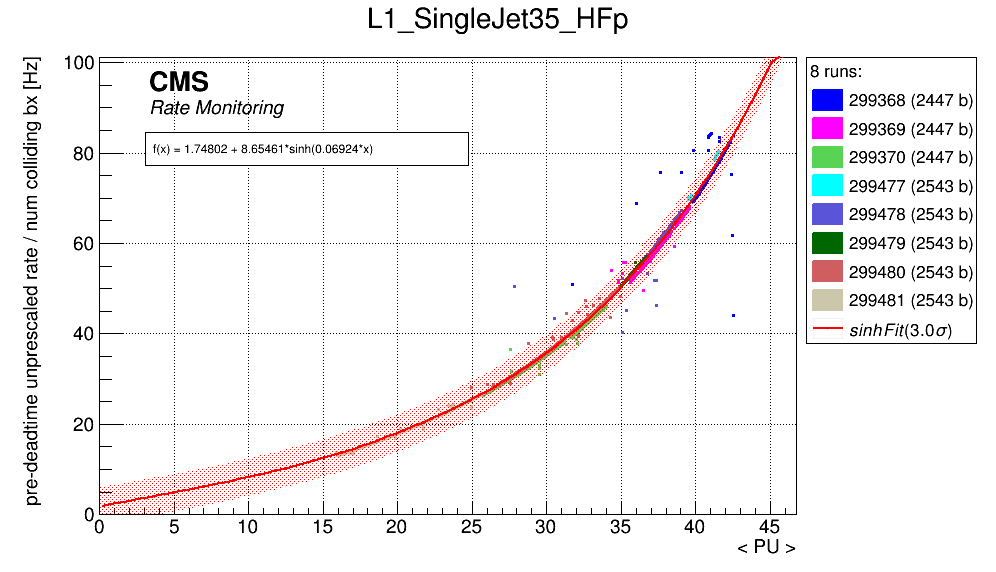 L1_SingleJet35_HFp
pre-deadtime unprescaled rate / num colliding bx [Hz]
100
80
60
40
20
0
CMS
Rate Monitoring
f(x) = 1.74802 + 8.65461*sinh(0.06924*x)
0 5 10 15 20 25 30 35 40 45
< PU >
8 runs:
299368 (2447 b)
299369 (2447 b)
299370 (2447 b)
299477 (2543 b)
299478 (2543 b)
299479 (2543 b)
299480 (2543 b)
299481 (2543 b)
sinhFit(3.0σ)